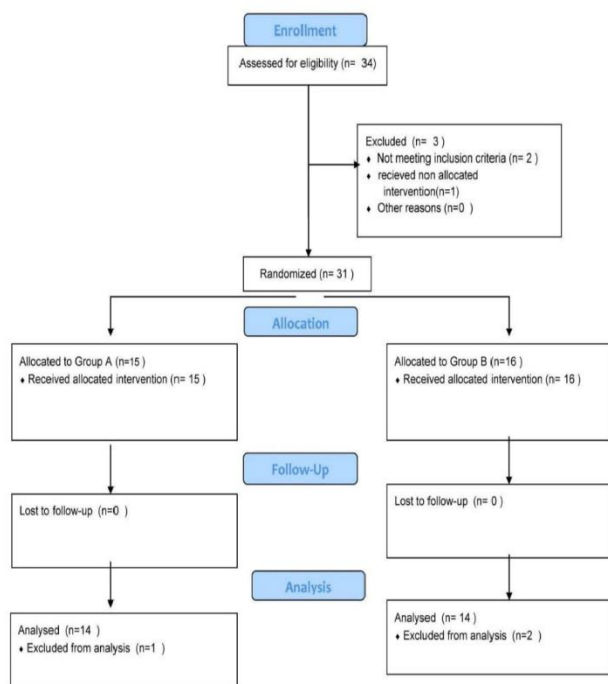 Enrollment
Assessed for eligibility (n= 34)
Excluded (n= 3 )
♦ Not meeting inclusion criteria (n= 2 )
♦ recieved non allocated
intervention(n=1)
♦ Other reasons (n=0 )
Randomized (n= 31 )
Allocation
Allocated to Group A (n=15)
♦ Received allocated intervention (n= 15 )
Allocated to Group B (n=16)
♦ Received allocated intervention (n= 16 )
Follow-Up
Lost to follow-up (n=0 )
Lost to follow-up (n= 0 )
Analysis
Analysed (n=14 )
♦ Excluded from analysis (n=1 )
Analysed (n= 14 )
♦ Excluded from analysis (n=2 )